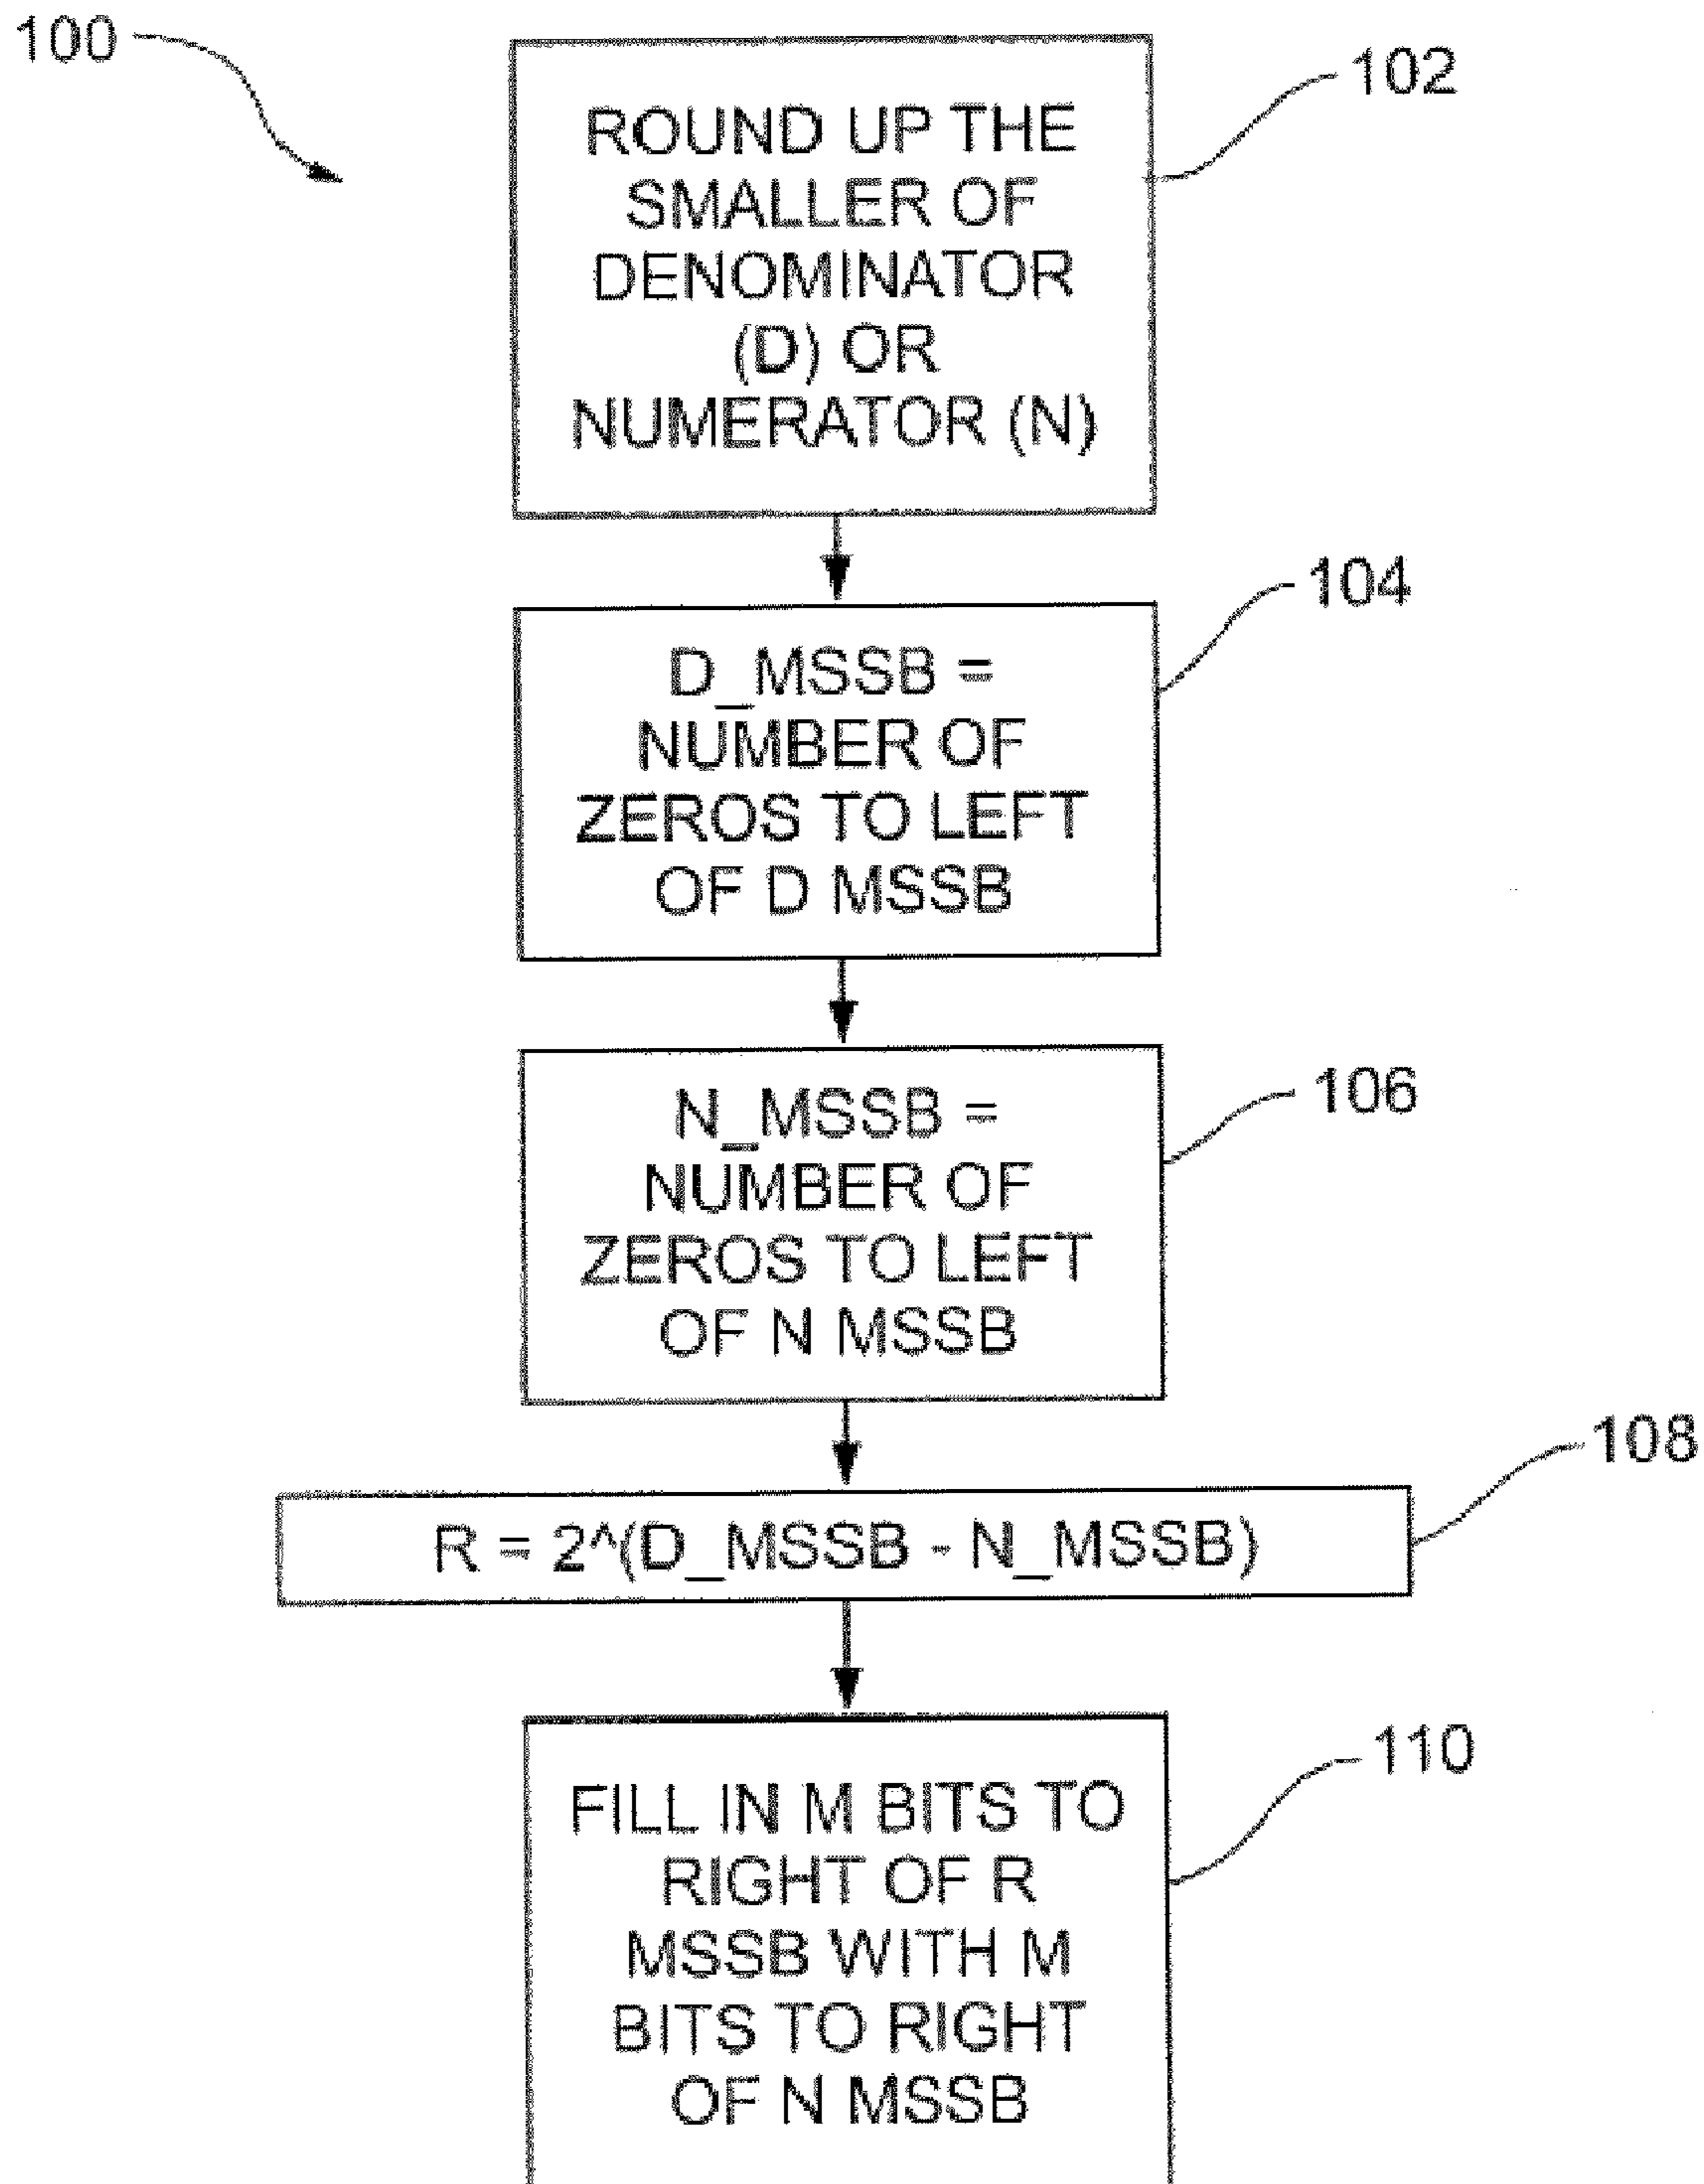 100
102
ROUND UP THE
SMALLER OF
DENOMINATOR
(D) OR
NUMERATOR (N)
104
D_MSSB =
NUMBER OF
ZEROS TO LEFT
OF D MSSB
106
N_MSSB =
NUMBER OF
ZEROS TO LEFT
OF N MSSB
108
R = 2^(D_MSSB - N_MSSB)
110
FILL IN M BITS TO
RIGHT OF R
MSSB WITH M
BITS TO RIGHT
OF N MSSB